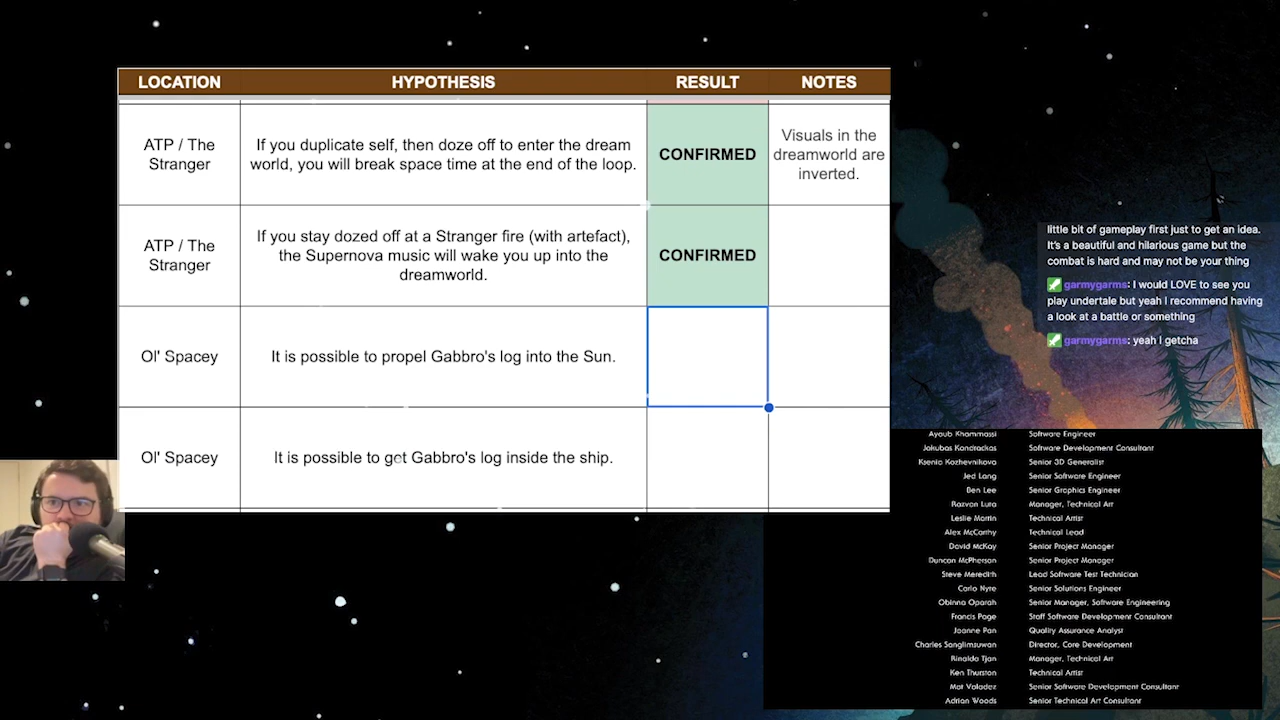 LOCATION HYPOTHESIS RESULT NOTES
ATP / The Stranger
If you duplicate self, then doze off to enter the dream
world, you will break space time at the end of the loop.
CONFIRMED
Visuals in the
dreamworld are
inverted.
ATP / The
Stranger
If you stay dozed off at a Stranger fire (with artefact),
the Supernova music will wake you up into the
dreamworld.
CONFIRMED
Ol' Spacey
It is possible to propel Gabbro's log into the Sun.
Ol' Spacey
It is possible to get Gabbro's log inside the ship.
little bit of gameplay first just to get an idea.
It's a beautiful and hilarious game but the
combat is hard and may not be your thing
garmygarms: I would LOVE to see you
play undertale but yeah I recommend having
a look at a battle or something
garmygarms: yeah I getcha
Ayoub Khammassi Software Engineer
Jokubas Kondrackas Software Development Consultant
Ksenia Kozhevnikova Senior 3D Generalist
Jed Lang Senior Software Engineer
Ben Lee Senior Graphics Engineer
Razvan Luta Manager, Technical Art
Leslie Martin Technical Artist
Alex McCarthy Technical Lead
David McKay Senior Project Manager
Duncan McPherson Senior Project Manager
Steve Meredith Lead Software Test Technician
Carlo Nyte Senior Solutions Engineer
Obinna Oparah Senior Manager, Software Engineering
Francis Page Staff Software Development Consultant
Joanne Pan Quality Assurance Analyst
Charles Sanglimsuwan Director, Core Development
Rinaldo Tjan Manager, Technical Art
Ken Thurston Technical Artist
Mat Valadez Senior Software Development Consultant
Adrian Woods Senior Technical Art Consultant